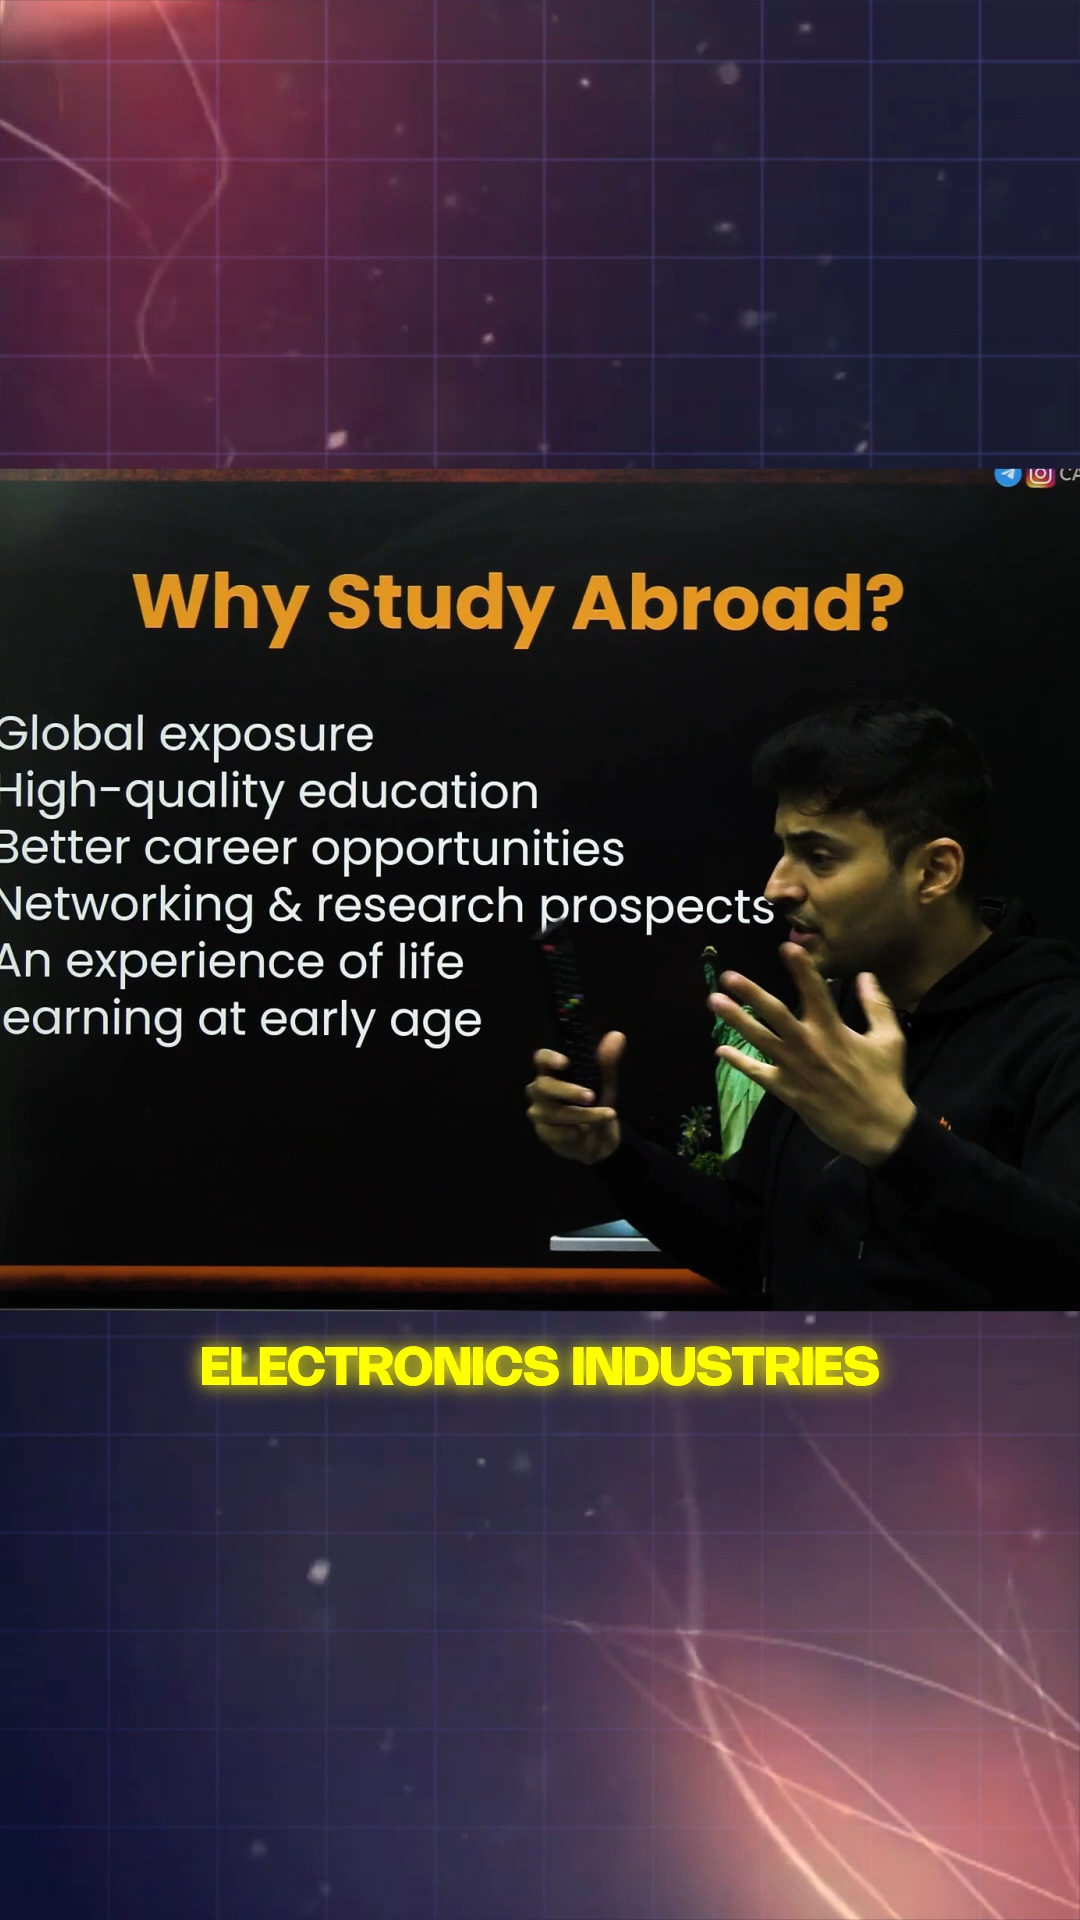 Why Study Abroad?
Global exposure
High-quality education
Better career opportunities
Networking & research prospects
An experience of life
learning at early age
ELECTRONICS INDUSTRIES